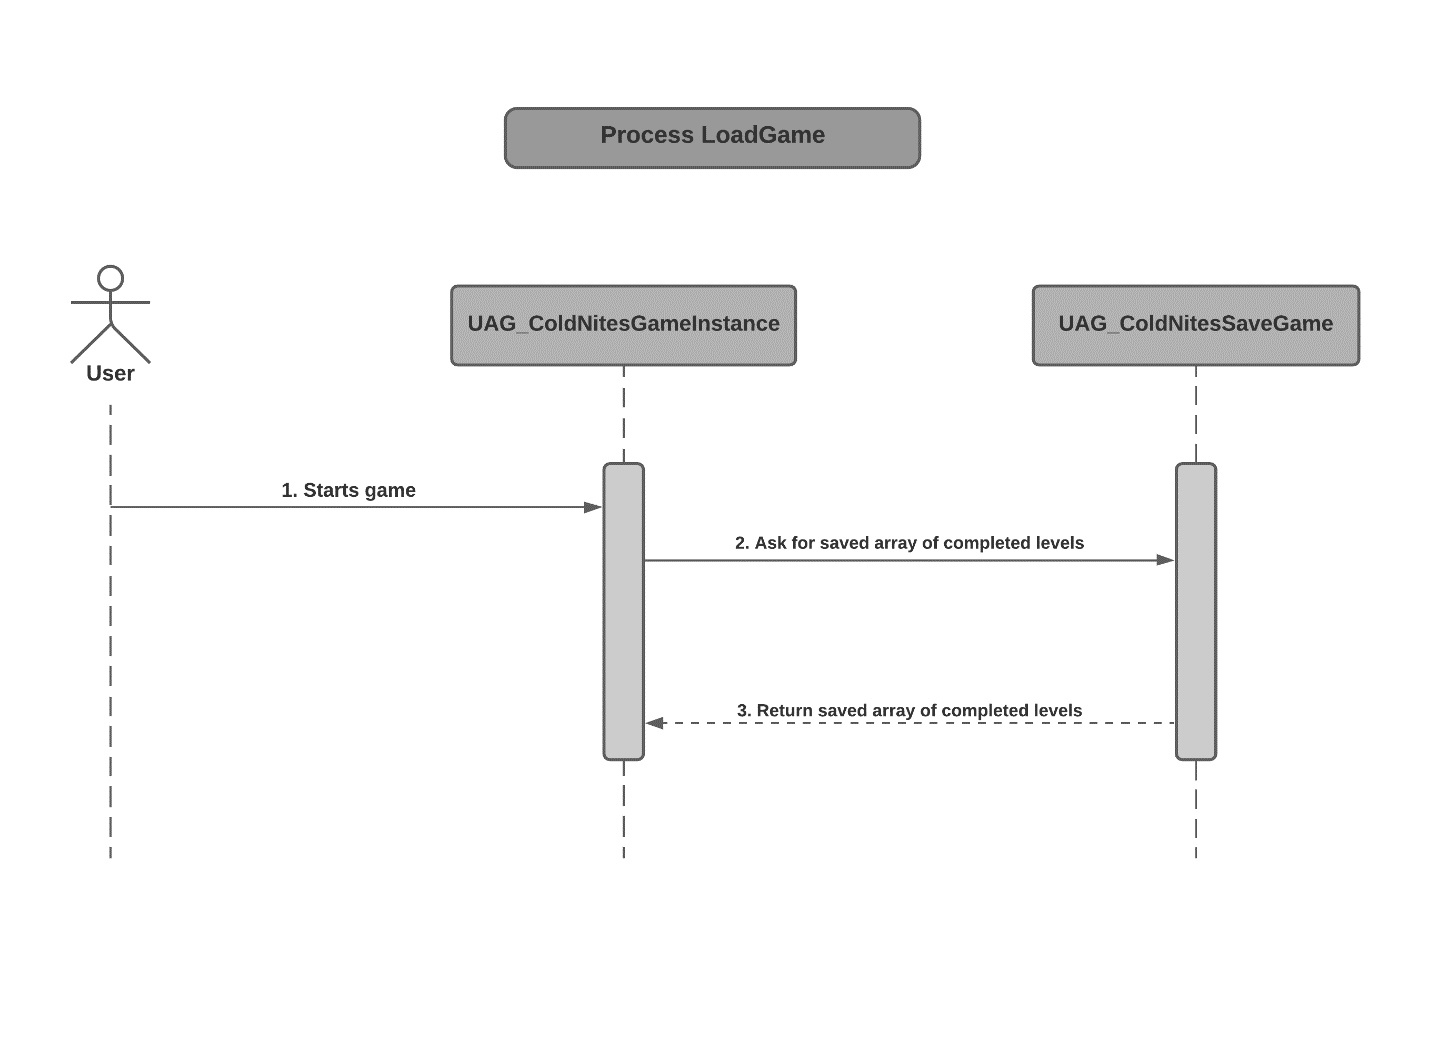 Process LoadGame
User
UAG_ColdNitesGameInstance
UAG_ColdNitesSaveGame
1. Starts game
2. Ask for saved array of completed levels
3. Return saved array of completed levels